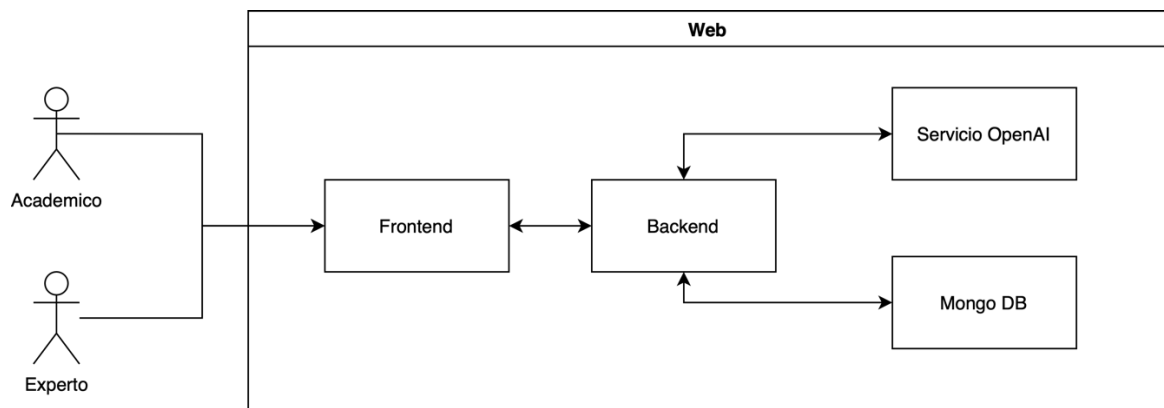 Web
Servicio OpenAI
Academico
Frontend
Backend
Mongo DB
Experto